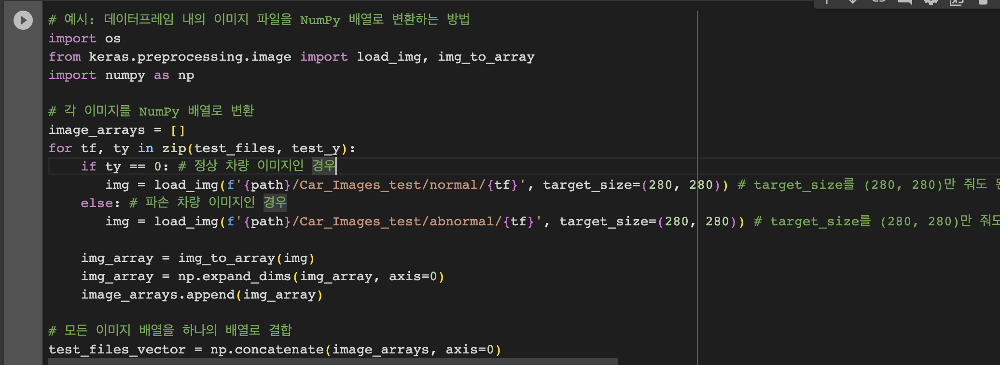 # 예시: 데이터프레임 내의 이미지 파일을 NumPy 배열로 변환하는 방법
import os
from keras.preprocessing.image import load_img, img_to_array
import numpy as np
# 각 이미지를 NumPy 배열로 변환
image_arrays = []
for tf, ty in zip(test_files, test_y):
    if ty == 0: # 정상 차량 이미지인 경우
       img = load_img(f'{path}/Car_Images_test/normal/{tf}', target_size=(280, 280)) # target_size를 (280, 280)만 줘도
    else: # 파손 차량 이미지인 경우
       img = load_img(f'{path}/Car_Images_test/abnormal/{tf}', target_size=(280, 280)) # target_size를 (280, 280)만
    img_array = img_to_array(img)
    img_array = np.expand_dims(img_array, axis=0)
    image_arrays.append(img_array)
# 모든 이미지 배열을 하나의 배열로 결합
test_files_vector = np.concatenate(image_arrays, axis=0)